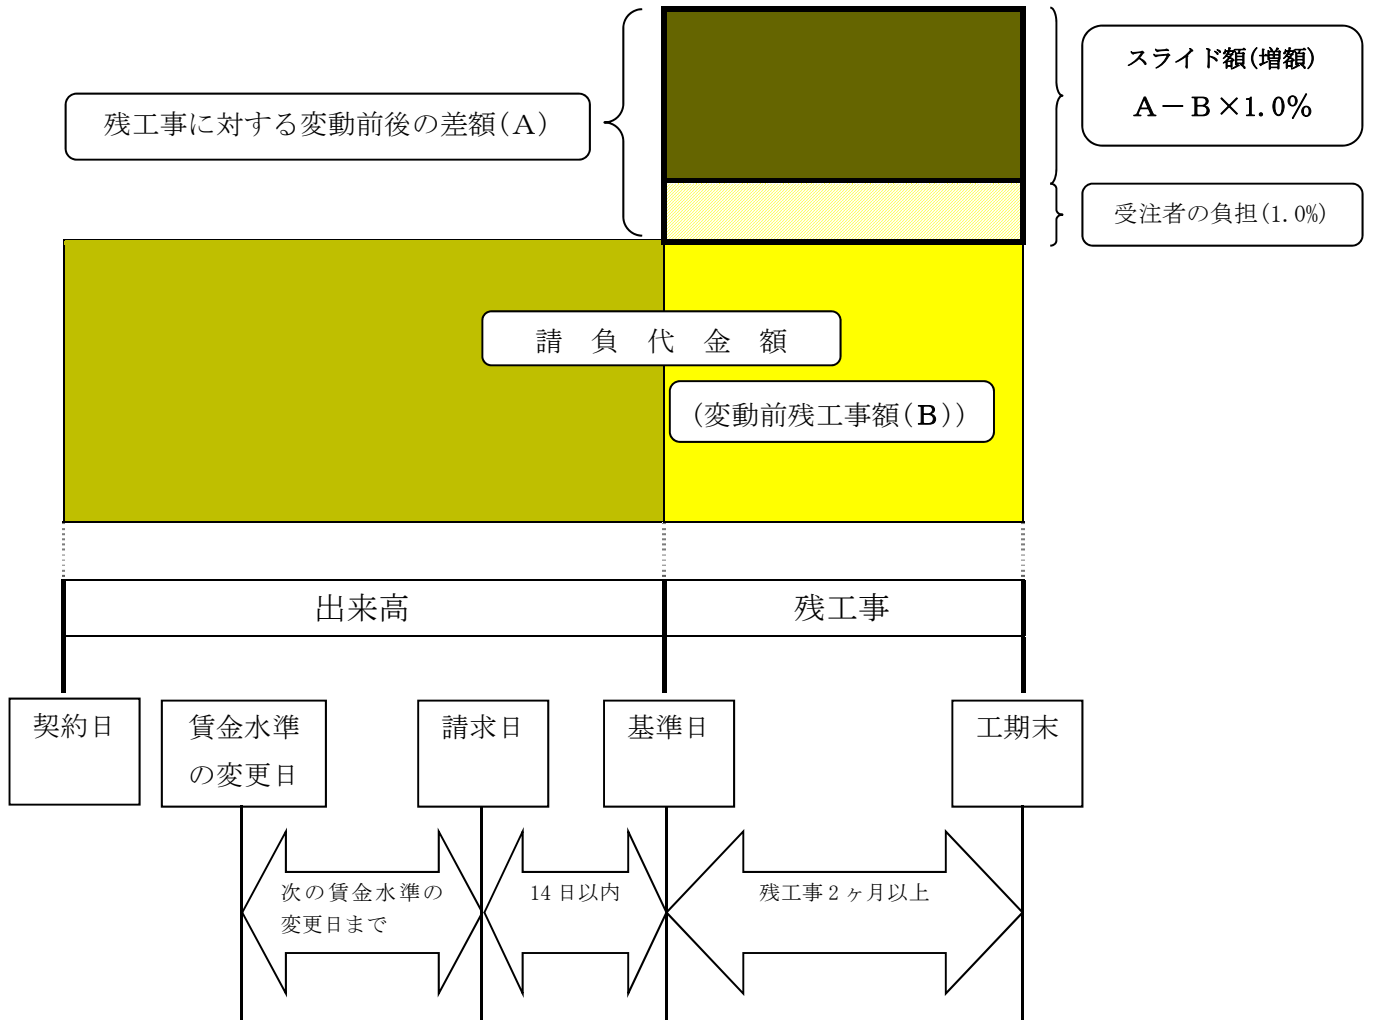 スライド額(増額)
A－B×1.0%
残工事に対する変動前後の差額(A)
受注者の負担(1.0%)
請 負 代 金 額
(変動前残工事額(B))
出来高
残工事
契約日
賃金水準
の変更日
請求日
基準日
工期末
次の賃金水準の
変更日まで
14日以内
残工事2ヶ月以上